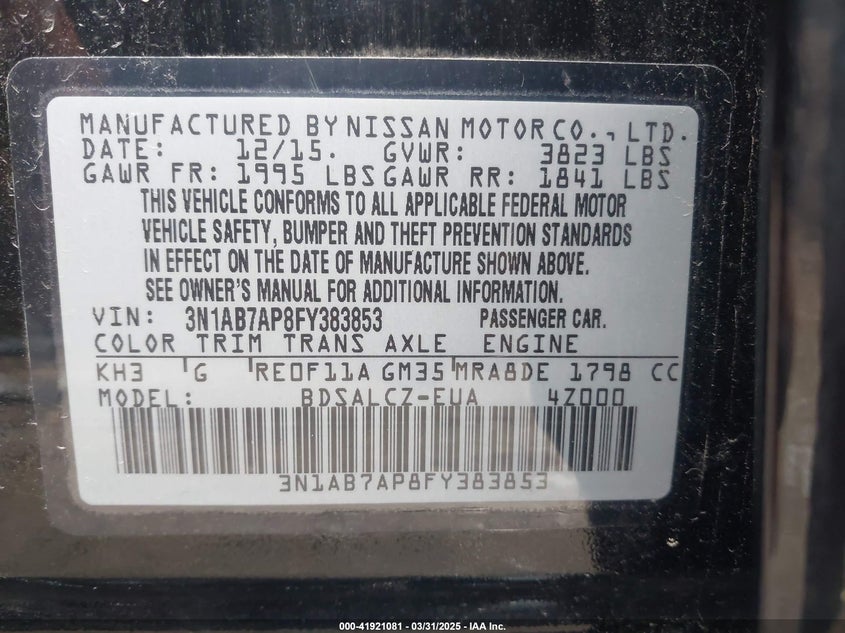 MANUFACTURED BY NISSAN MOTOR CO., LTD.
DATE: 12/15. GVWR: 3823 LBS
GAWR FR: 1995 LBS GAWR RR: 1841 LBS
THIS VEHICLE CONFORMS TO ALL APPLICABLE FEDERAL MOTOR
VEHICLE SAFETY, BUMPER AND THEFT PREVENTION STANDARDS
IN EFFECT ON THE DATE OF MANUFACTURE SHOWN ABOVE.
SEE OWNER'S MANUAL FOR ADDITIONAL INFORMATION.
VIN: 3N1AB7AP8FY383853 PASSENGER CAR.
COLOR TRIM TRANS AXLE ENGINE
KH3 G RE0F11A GM35 MRA8DE 1798 CC
MODEL: BDSALCZ-EUA 4Z000
3N1AB7AP8FY383853
000-41921081 - 03/31/2025 - IAA Inc.